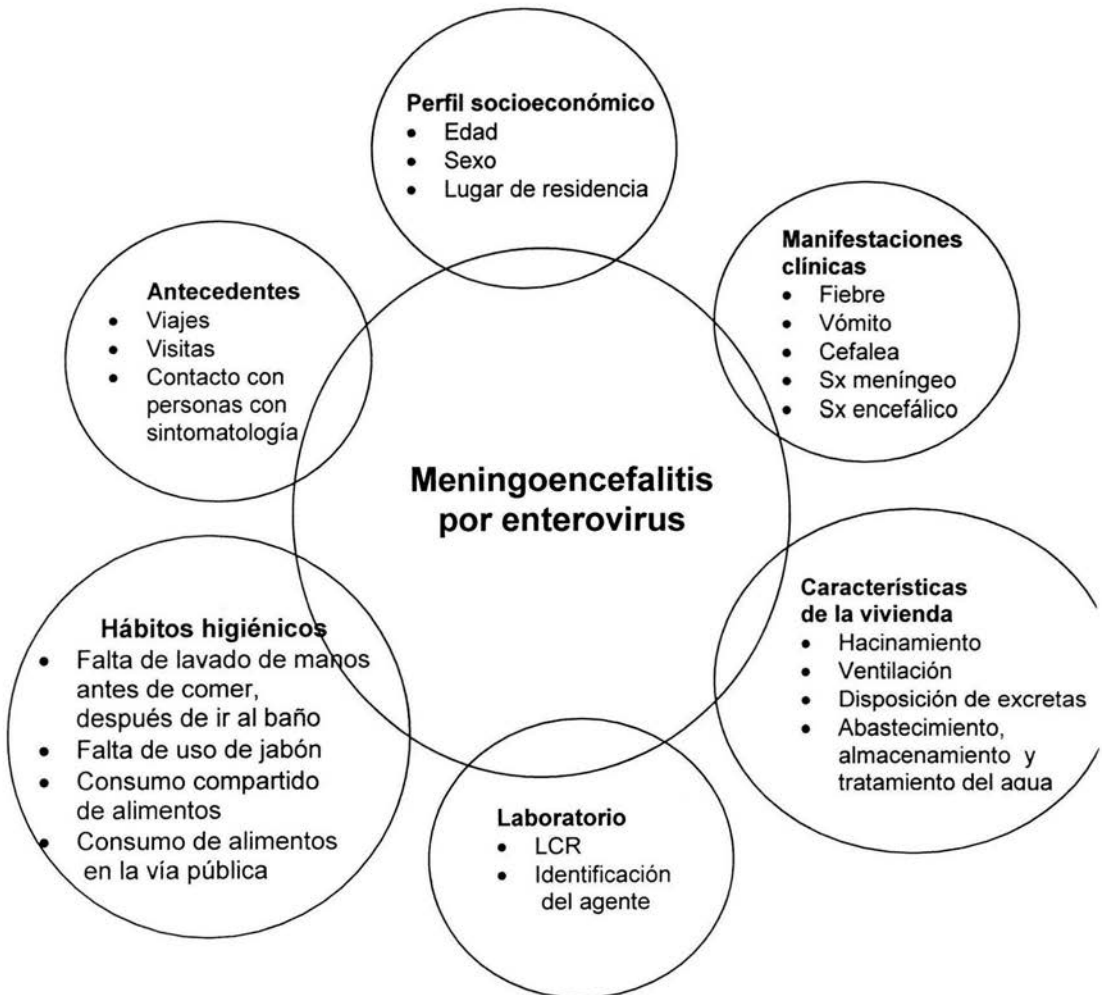 Perfil socioeconómico
• Edad
• Sexo
• Lugar de residencia
Manifestaciones
clínicas
• Fiebre
• Vómito
• Cefalea
• Sx meníngeo
• Sx encefálico
Antecedentes
• Viajes
• Visitas
• Contacto con
personas con
sintomatología
Meningoencefalitis
por enterovirus
Características
de la vivienda
• Hacinamiento
• Ventilación
• Disposición de excretas
• Abastecimiento,
almacenamiento y
tratamiento del agua
Hábitos higiénicos
• Falta de lavado de manos
antes de comer,
después de ir al baño
• Falta de uso de jabón
• Consumo compartido
de alimentos
• Consumo de alimentos
en la vía pública
Laboratorio
• LCR
• Identificación
del agente